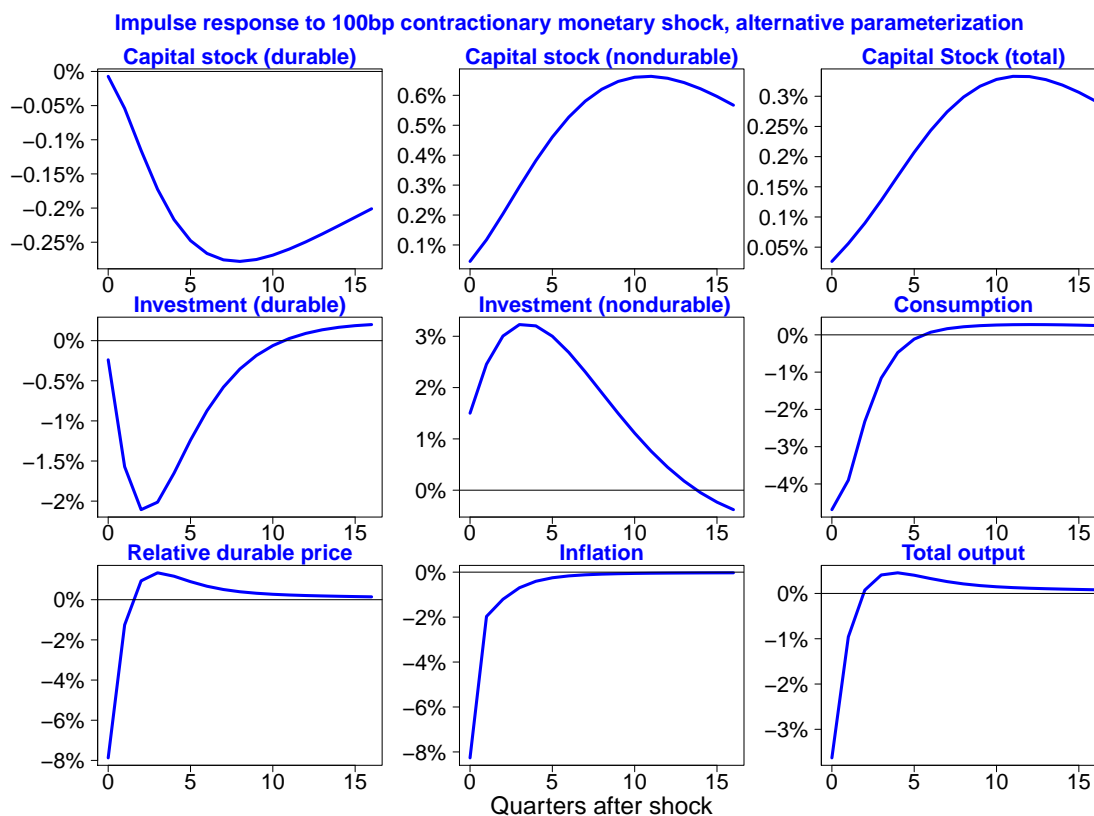 Impulse response to 100bp contractionary monetary shock, alternative parameterization
Capital stock (durable)
0%
−0.05%
−0.1%
−0.15%
−0.2%
−0.25%
0 5 10 15
Capital stock (nondurable)
0.6%
0.5%
0.4%
0.3%
0.2%
0.1%
0 5 10 15
Capital Stock (total)
0.3%
0.25%
0.2%
0.15%
0.1%
0.05%
0 5 10 15
Investment (durable)
0%
−0.5%
−1%
−1.5%
−2%
0 5 10 15
Investment (nondurable)
3%
2%
1%
0%
0 5 10 15
Consumption
0%
−1%
−2%
−3%
−4%
0 5 10 15
Relative durable price
0%
−2%
−4%
−6%
−8%
0 5 10 15
Inflation
0%
−2%
−4%
−6%
−8%
0 5 10 15
Total output
0%
−1%
−2%
−3%
0 5 10 15
Quarters after shock